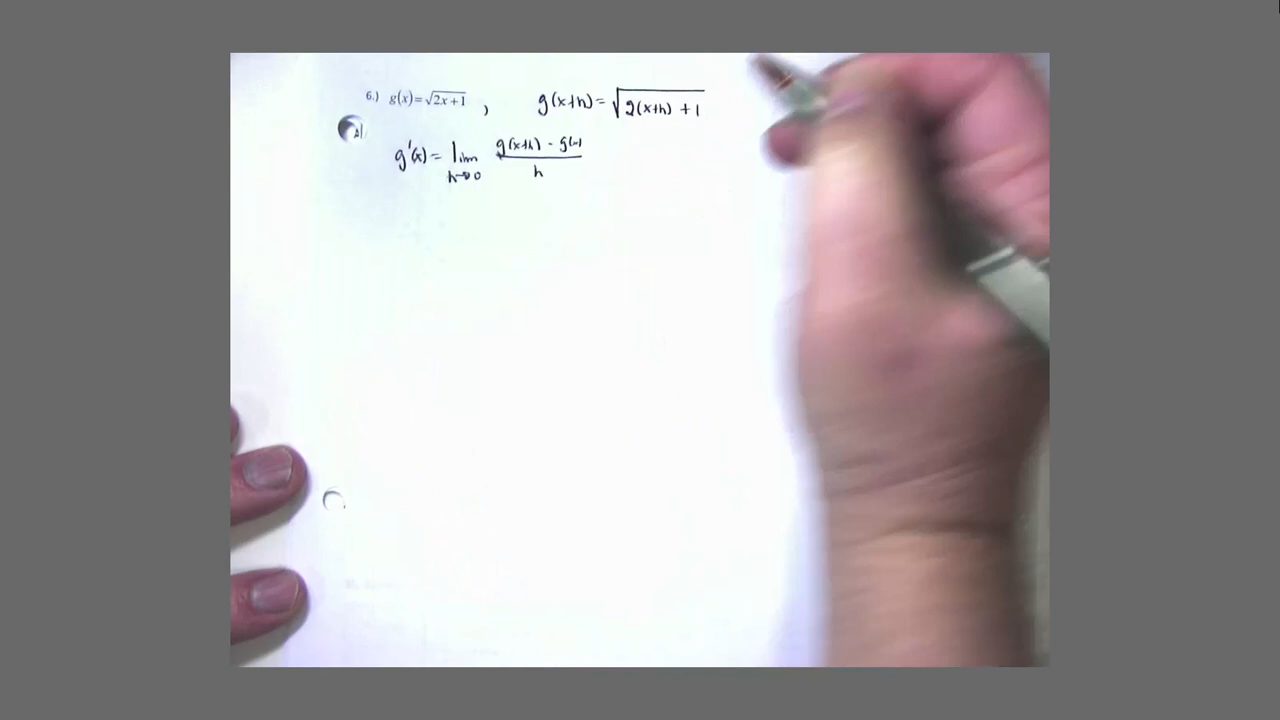 6.) g(x)=√2x+1 , g(x+h)=√2(x+h)+1
a)
g'(x)= lim h→0 g(x+h) - g(x) / h